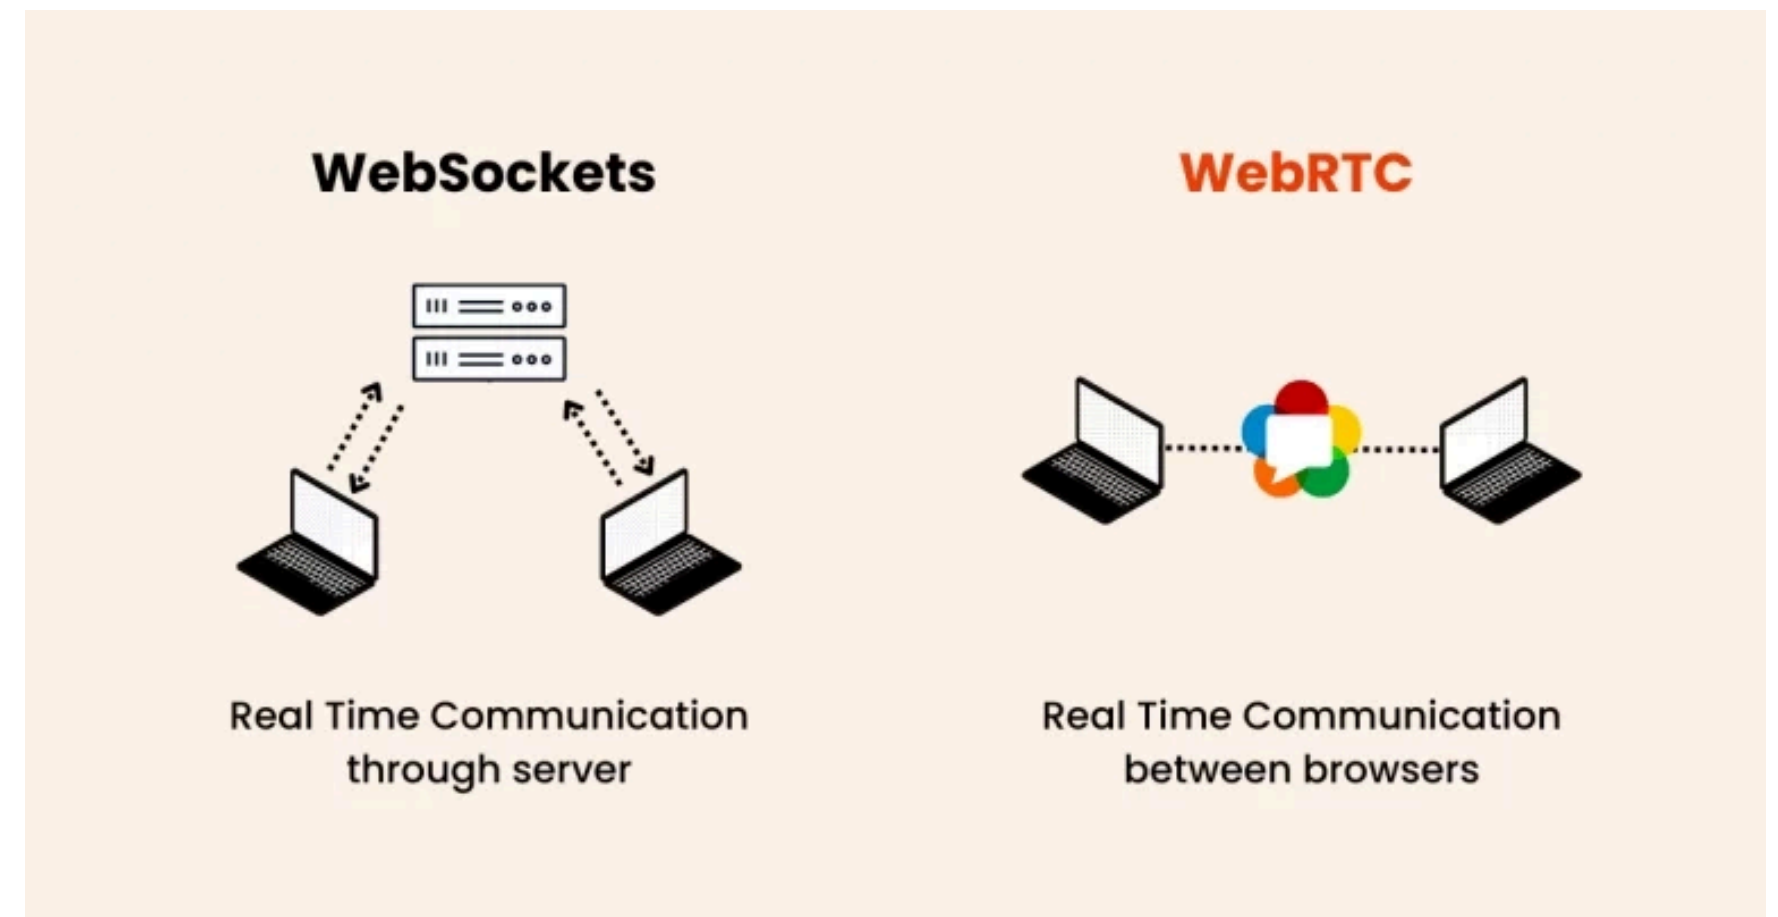 WebSockets
Real Time Communication
through server
WebRTC
Real Time Communication
between browsers